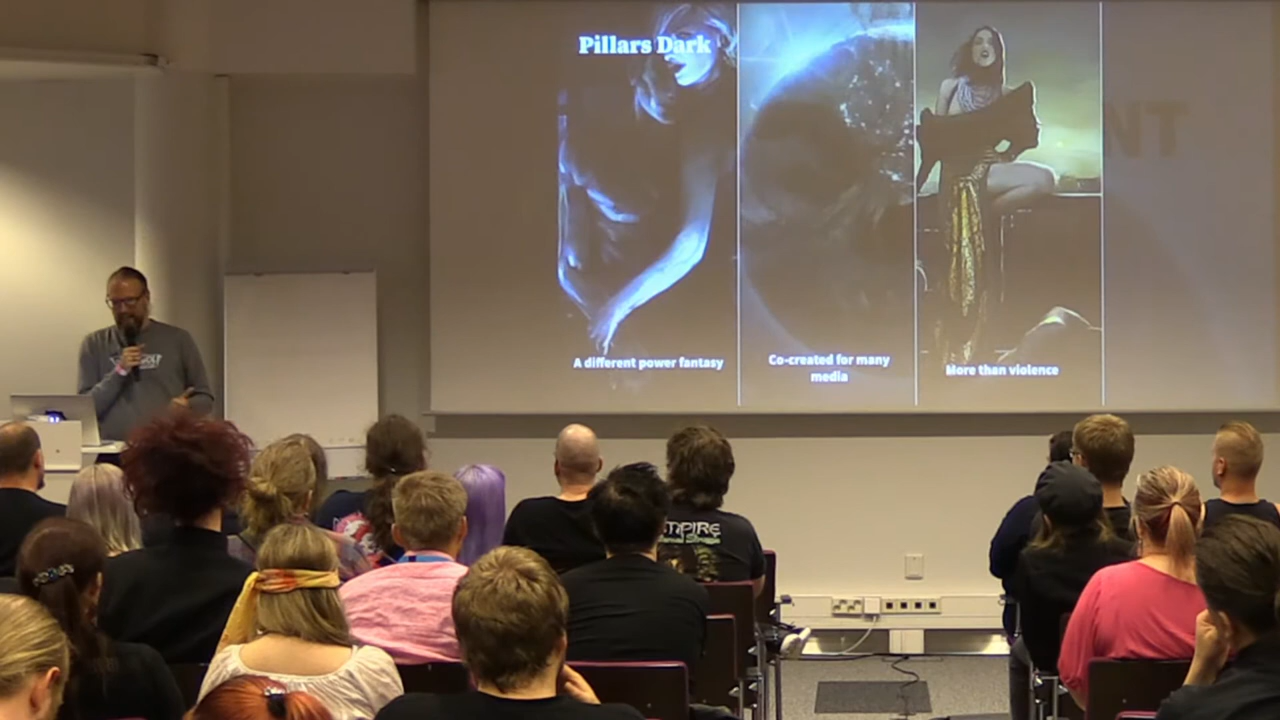 Pillars Dark
NT
A different power fantasy
Co-created for many
media
More than violence
MPIRE